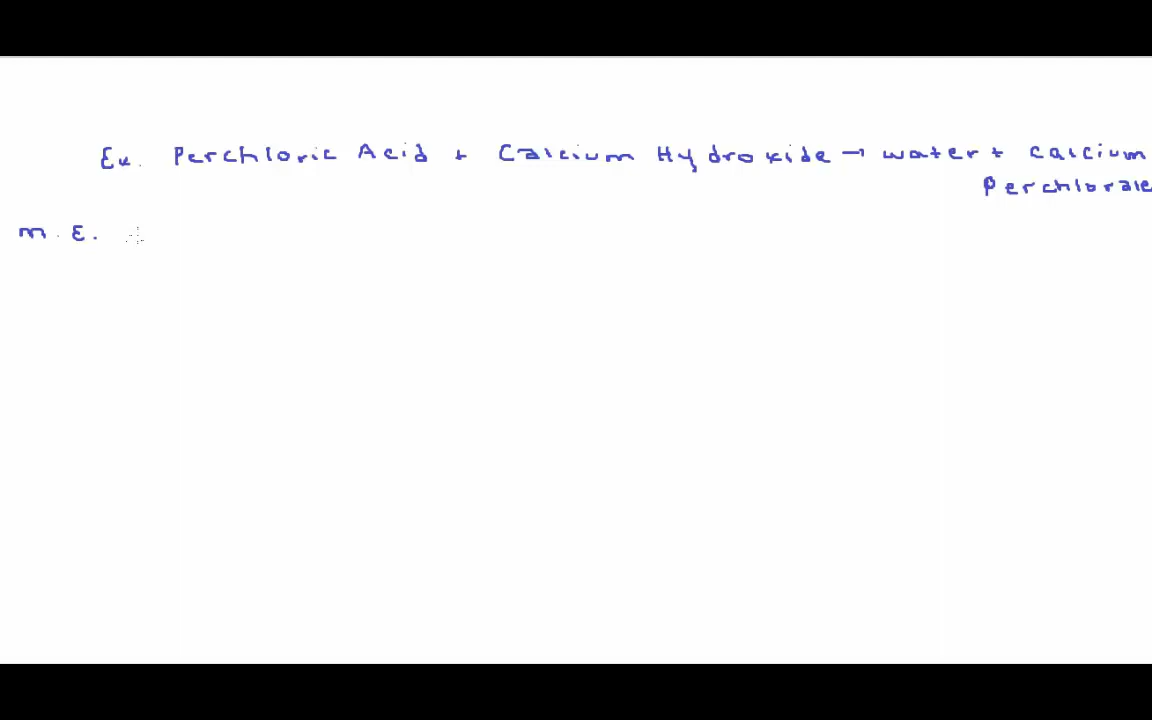 Ex. Perchloric Acid + Calcium Hydroxide → water + calcium
Perchlorate
M.E.